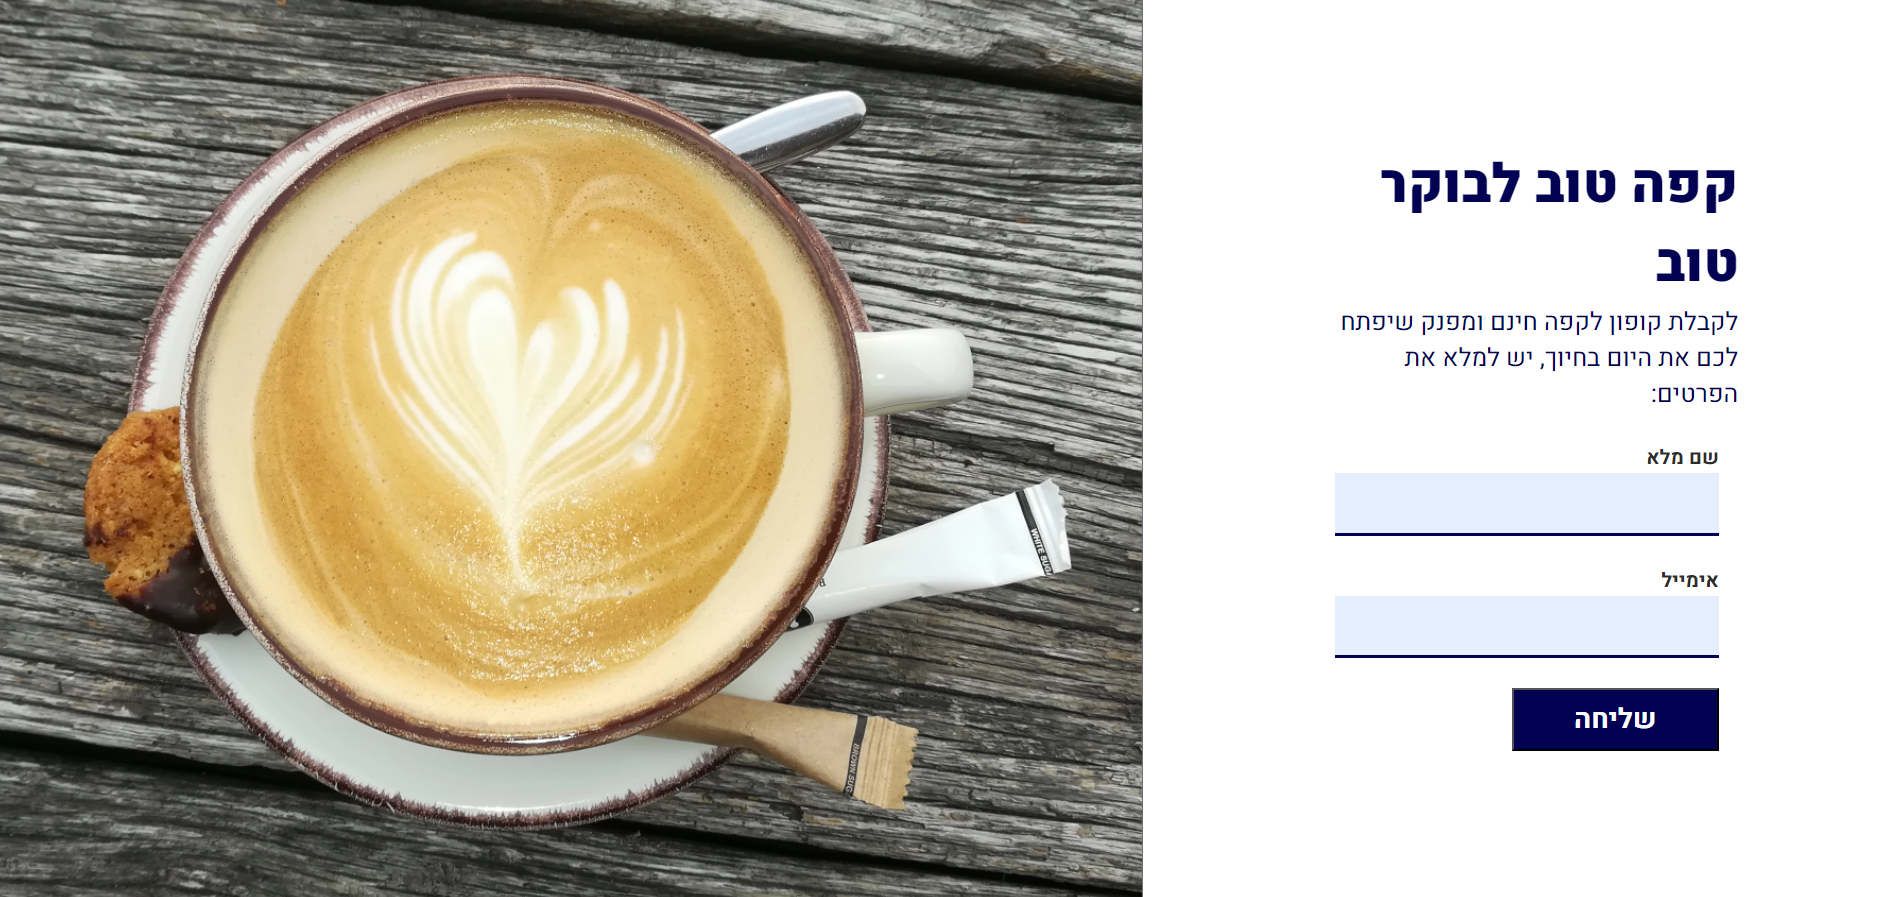 קפה טוב לבוקר
טוב
לקבלת קופון לקפה חינם ומפנק שיפתח
לכם את היום בחיוך, יש למלא את
הפרטים:
שם מלא
אימייל
שליחה
WHITE SUGA
BROWN SUG